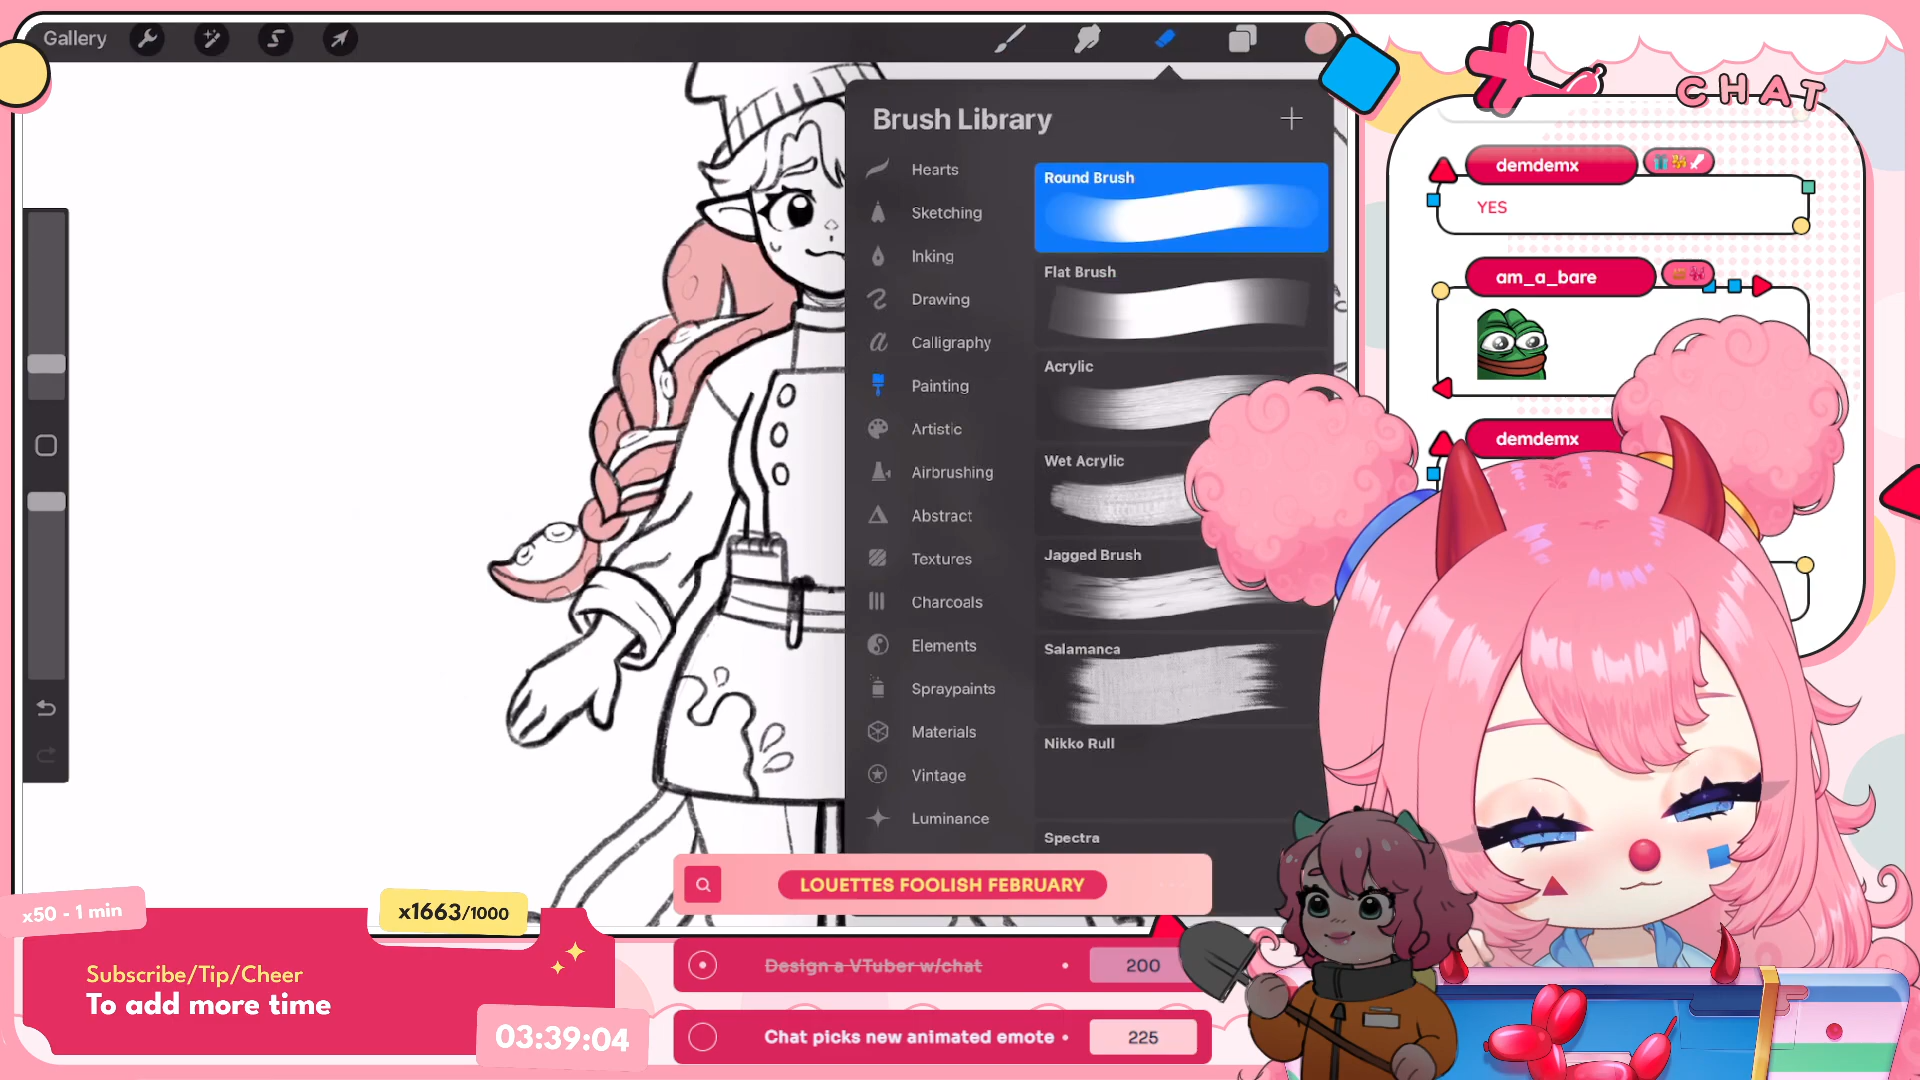 Gallery
Brush Library
Hearts
Sketching
Inking
Drawing
Calligraphy
Painting
Artistic
Airbrushing
Abstract
Textures
Charcoals
Elements
Spraypaints
Materials
Vintage
Luminance
Round Brush
Flat Brush
Acrylic
Wet Acrylic
Jagged Brush
Salamanca
Nikko Rull
Spectra
CHAT
demdemx
YES
am_a_bare
demdemx
LOUETTES FOOLISH FEBRUARY
Design a VTuber w/chat • 200
Chat picks new animated emote • 225
x50 - 1 min
x1663/1000
Subscribe/Tip/Cheer
To add more time
03:39:04